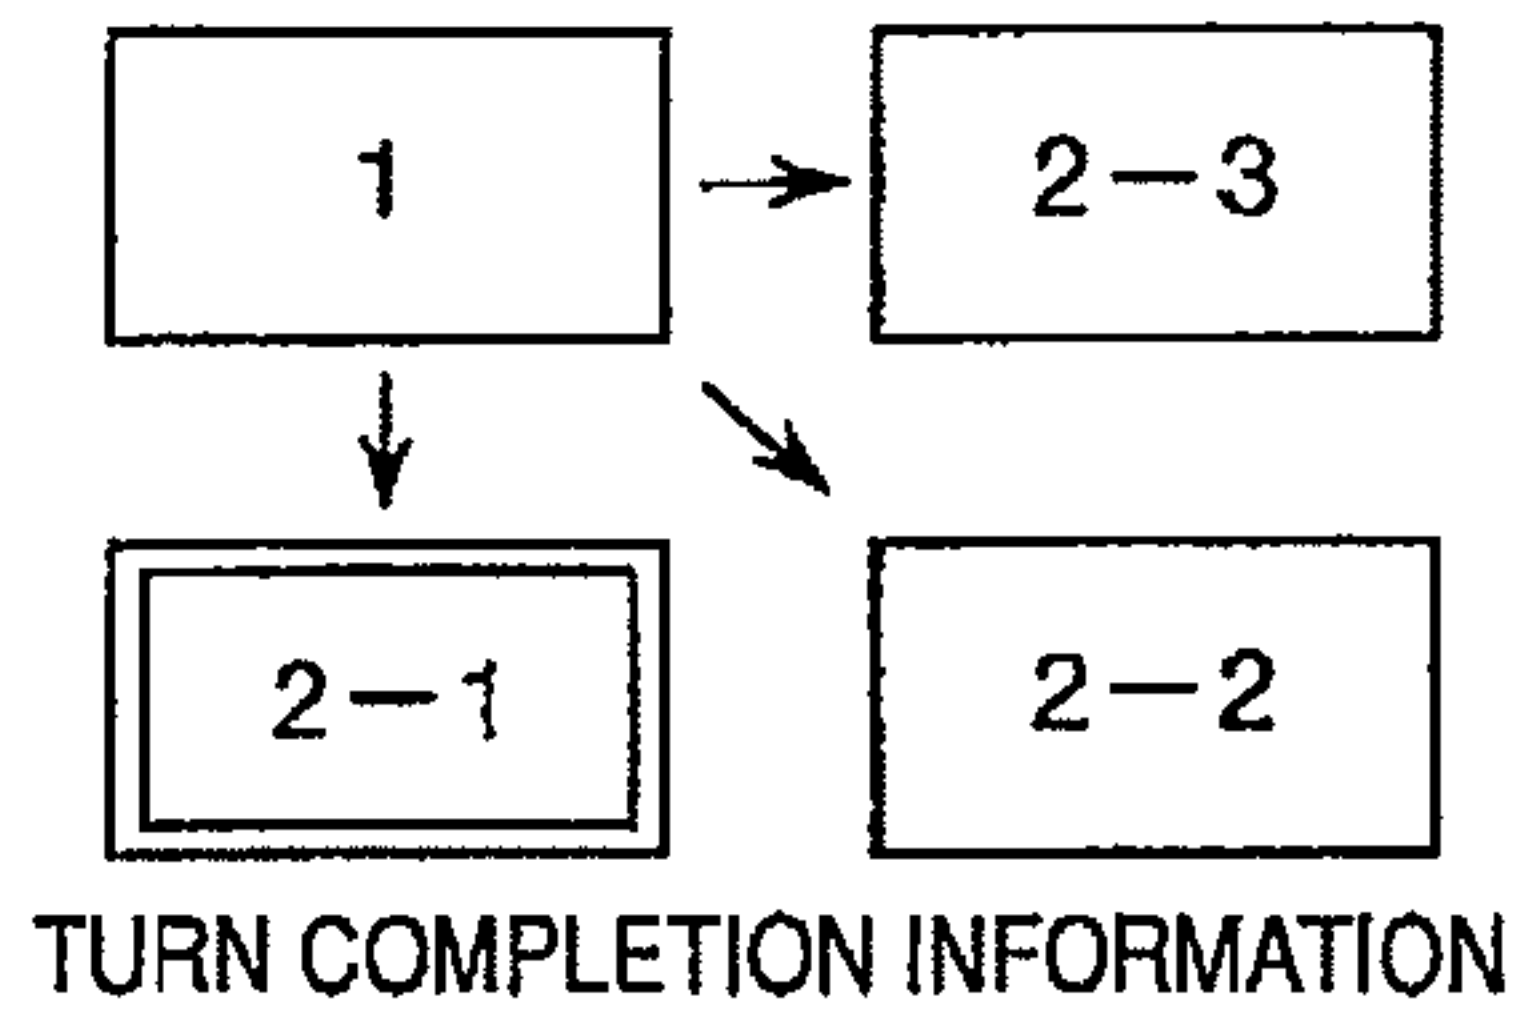 1
2—3
2—1
2—2
TURN COMPLETION INFORMATION